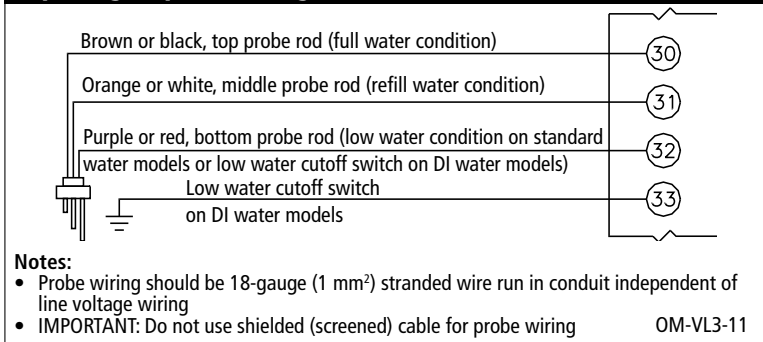 Brown or black, top probe rod (full water condition)
30
Orange or white, middle probe rod (refill water condition)
31
Purple or red, bottom probe rod (low water condition on standard
water models or low water cutoff switch on DI water models)
32
Low water cutoff switch
on DI water models
33
Notes:
• Probe wiring should be 18-gauge (1 mm²) stranded wire run in conduit independent of
line voltage wiring
• IMPORTANT: Do not use shielded (screened) cable for probe wiring
OM-VL3-11